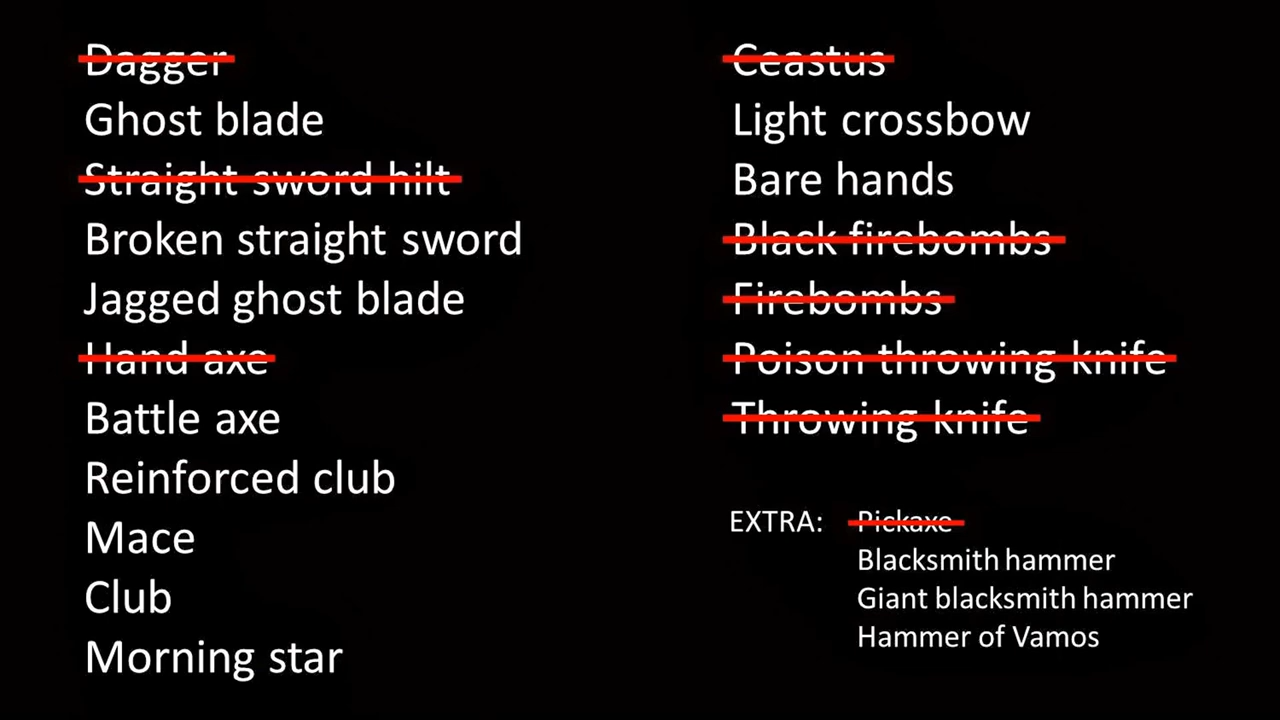 Dagger
Ghost blade
Straight sword hilt
Broken straight sword
Jagged ghost blade
Hand axe
Battle axe
Reinforced club
Mace
Club
Morning star
Ceastus
Light crossbow
Bare hands
Black firebombs
Firebombs
Poison throwing knife
Throwing knife
EXTRA: Pickaxe
Blacksmith hammer
Giant blacksmith hammer
Hammer of Vamos